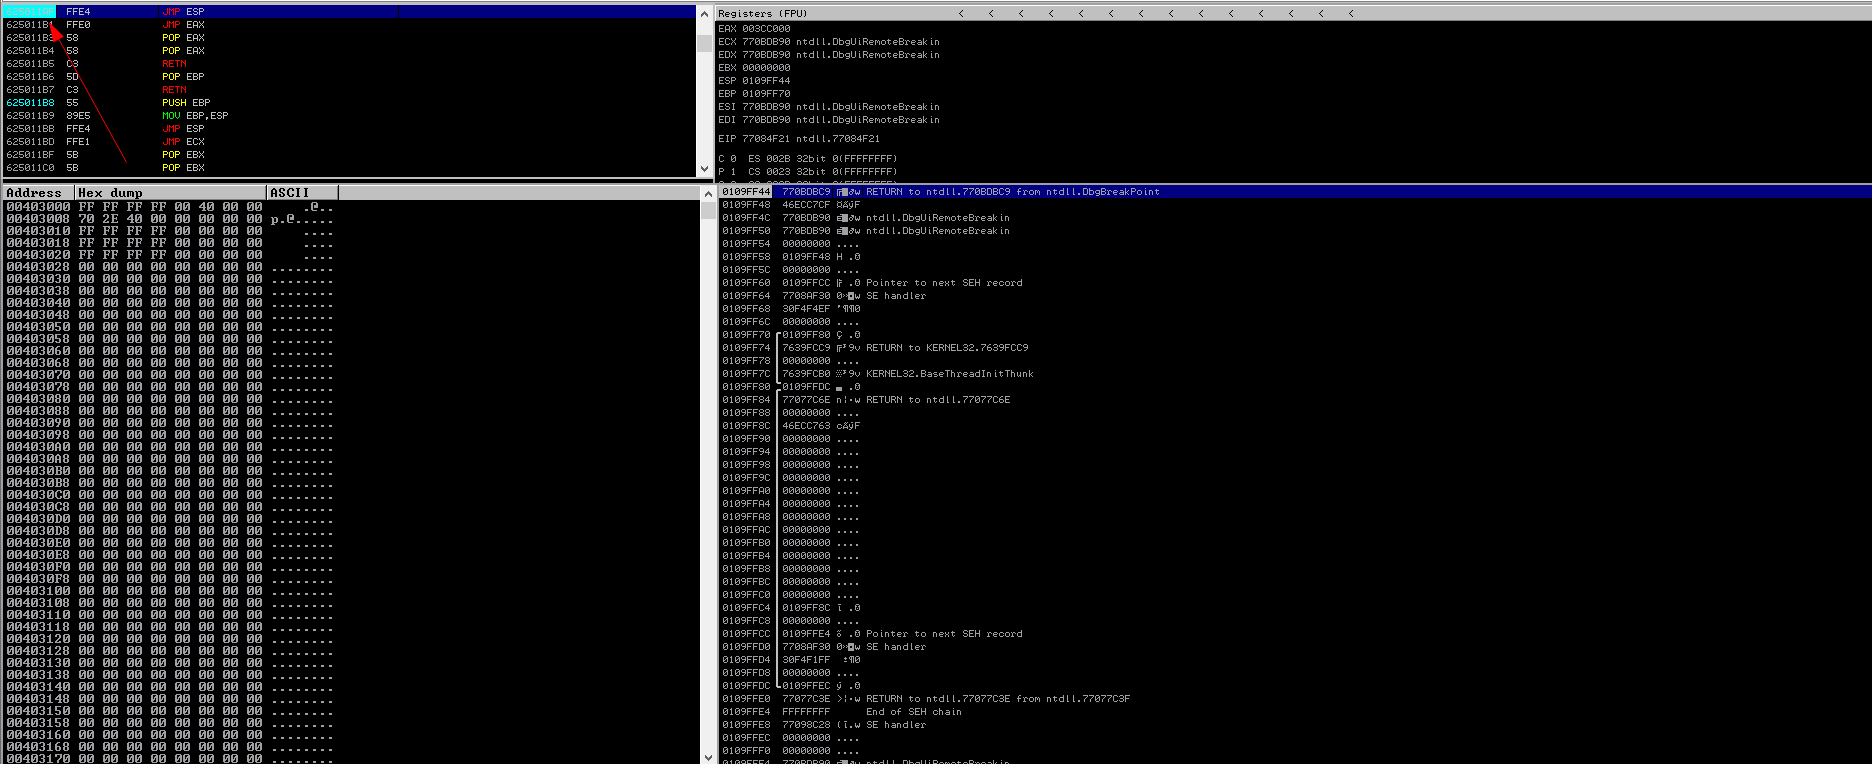 625011AF FFE4 JMP ESP
625011B1 FFE0 JMP EAX
625011B3 58 POP EAX
625011B4 58 POP EAX
625011B5 C3 RETN
625011B6 5D POP EBP
625011B7 C3 RETN
625011B8 55 PUSH EBP
625011B9 89E5 MOV EBP,ESP
625011BB FFE4 JMP ESP
625011BD FFE1 JMP ECX
625011BF 5B POP EBX
625011C0 5B POP EBX
Registers (FPU) < < < < < < < < < < < < < <
EAX 003CC000
ECX 770BDB90 ntdll.DbgUiRemoteBreakin
EDX 770BDB90 ntdll.DbgUiRemoteBreakin
EBX 00000000
ESP 0109FF44
EBP 0109FF70
ESI 770BDB90 ntdll.DbgUiRemoteBreakin
EDI 770BDB90 ntdll.DbgUiRemoteBreakin
EIP 77084F21 ntdll.77084F21
C 0 ES 002B 32bit 0(FFFFFFFF)
P 1 CS 0023 32bit 0(FFFFFFFF)
Address Hex dump ASCII
00403000 FF FF FF FF 00 40 00 00 .@..
00403008 70 2E 40 00 00 00 00 00 p.@.....
00403010 FF FF FF FF 00 00 00 00 ....
00403018 FF FF FF FF 00 00 00 00 ....
00403020 FF FF FF FF 00 00 00 00 ....
00403028 00 00 00 00 00 00 00 00 ........
00403030 00 00 00 00 00 00 00 00 ........
00403038 00 00 00 00 00 00 00 00 ........
00403040 00 00 00 00 00 00 00 00 ........
00403048 00 00 00 00 00 00 00 00 ........
00403050 00 00 00 00 00 00 00 00 ........
00403058 00 00 00 00 00 00 00 00 ........
00403060 00 00 00 00 00 00 00 00 ........
00403068 00 00 00 00 00 00 00 00 ........
00403070 00 00 00 00 00 00 00 00 ........
00403078 00 00 00 00 00 00 00 00 ........
00403080 00 00 00 00 00 00 00 00 ........
00403088 00 00 00 00 00 00 00 00 ........
00403090 00 00 00 00 00 00 00 00 ........
00403098 00 00 00 00 00 00 00 00 ........
004030A0 00 00 00 00 00 00 00 00 ........
004030A8 00 00 00 00 00 00 00 00 ........
004030B0 00 00 00 00 00 00 00 00 ........
004030B8 00 00 00 00 00 00 00 00 ........
004030C0 00 00 00 00 00 00 00 00 ........
004030C8 00 00 00 00 00 00 00 00 ........
004030D0 00 00 00 00 00 00 00 00 ........
004030D8 00 00 00 00 00 00 00 00 ........
004030E0 00 00 00 00 00 00 00 00 ........
004030E8 00 00 00 00 00 00 00 00 ........
004030F0 00 00 00 00 00 00 00 00 ........
004030F8 00 00 00 00 00 00 00 00 ........
00403100 00 00 00 00 00 00 00 00 ........
00403108 00 00 00 00 00 00 00 00 ........
00403110 00 00 00 00 00 00 00 00 ........
00403118 00 00 00 00 00 00 00 00 ........
00403120 00 00 00 00 00 00 00 00 ........
00403128 00 00 00 00 00 00 00 00 ........
00403130 00 00 00 00 00 00 00 00 ........
00403138 00 00 00 00 00 00 00 00 ........
00403140 00 00 00 00 00 00 00 00 ........
00403148 00 00 00 00 00 00 00 00 ........
00403150 00 00 00 00 00 00 00 00 ........
00403158 00 00 00 00 00 00 00 00 ........
00403160 00 00 00 00 00 00 00 00 ........
00403168 00 00 00 00 00 00 00 00 ........
00403170 00 00 00 00 00 00 00 00 ........
0109FF44 770BDBC9 RETURN to ntdll.770BDBC9 from ntdll.DbgBreakPoint
0109FF48 46ECC7CF
0109FF4C 770BDB90 ntdll.DbgUiRemoteBreakin
0109FF50 770BDB90 ntdll.DbgUiRemoteBreakin
0109FF54 00000000 ....
0109FF58 0109FF48 H .0
0109FF5C 00000000 ....
0109FF60 0109FFCC Pointer to next SEH record
0109FF64 7708AF30 SE handler
0109FF68 30F4F4EF '¶¶0
0109FF6C 00000000 ....
0109FF70 0109FF80 Ç .0
0109FF74 7639FCC9 RETURN to KERNEL32.7639FCC9
0109FF78 00000000 ....
0109FF7C 7639FCB0 KERNEL32.BaseThreadInitThunk
0109FF80 0109FFDC
0109FF84 77077C6E RETURN to ntdll.77077C6E
0109FF88 00000000 ....
0109FF8C 46ECC763
0109FF90 00000000 ....
0109FF94 00000000 ....
0109FF98 00000000 ....
0109FF9C 00000000 ....
0109FFA0 00000000 ....
0109FFA4 00000000 ....
0109FFA8 00000000 ....
0109FFAC 00000000 ....
0109FFB0 00000000 ....
0109FFB4 00000000 ....
0109FFB8 00000000 ....
0109FFBC 00000000 ....
0109FFC0 00000000 ....
0109FFC4 0109FF8C î .0
0109FFC8 00000000 ....
0109FFCC 0109FFE4 Pointer to next SEH record
0109FFD0 7708AF30 SE handler
0109FFD4 30F4F1FF ±¶0
0109FFD8 00000000 ....
0109FFDC 0109FFEC ý .0
0109FFE0 77077C3E RETURN to ntdll.77077C3E from ntdll.77077C3F
0109FFE4 FFFFFFFF End of SEH chain
0109FFE8 77098C28 SE handler
0109FFEC 00000000 ....
0109FFF0 00000000 ....
0109FFF4 770BDB90 ntdll.DbgUiRemoteBreakin